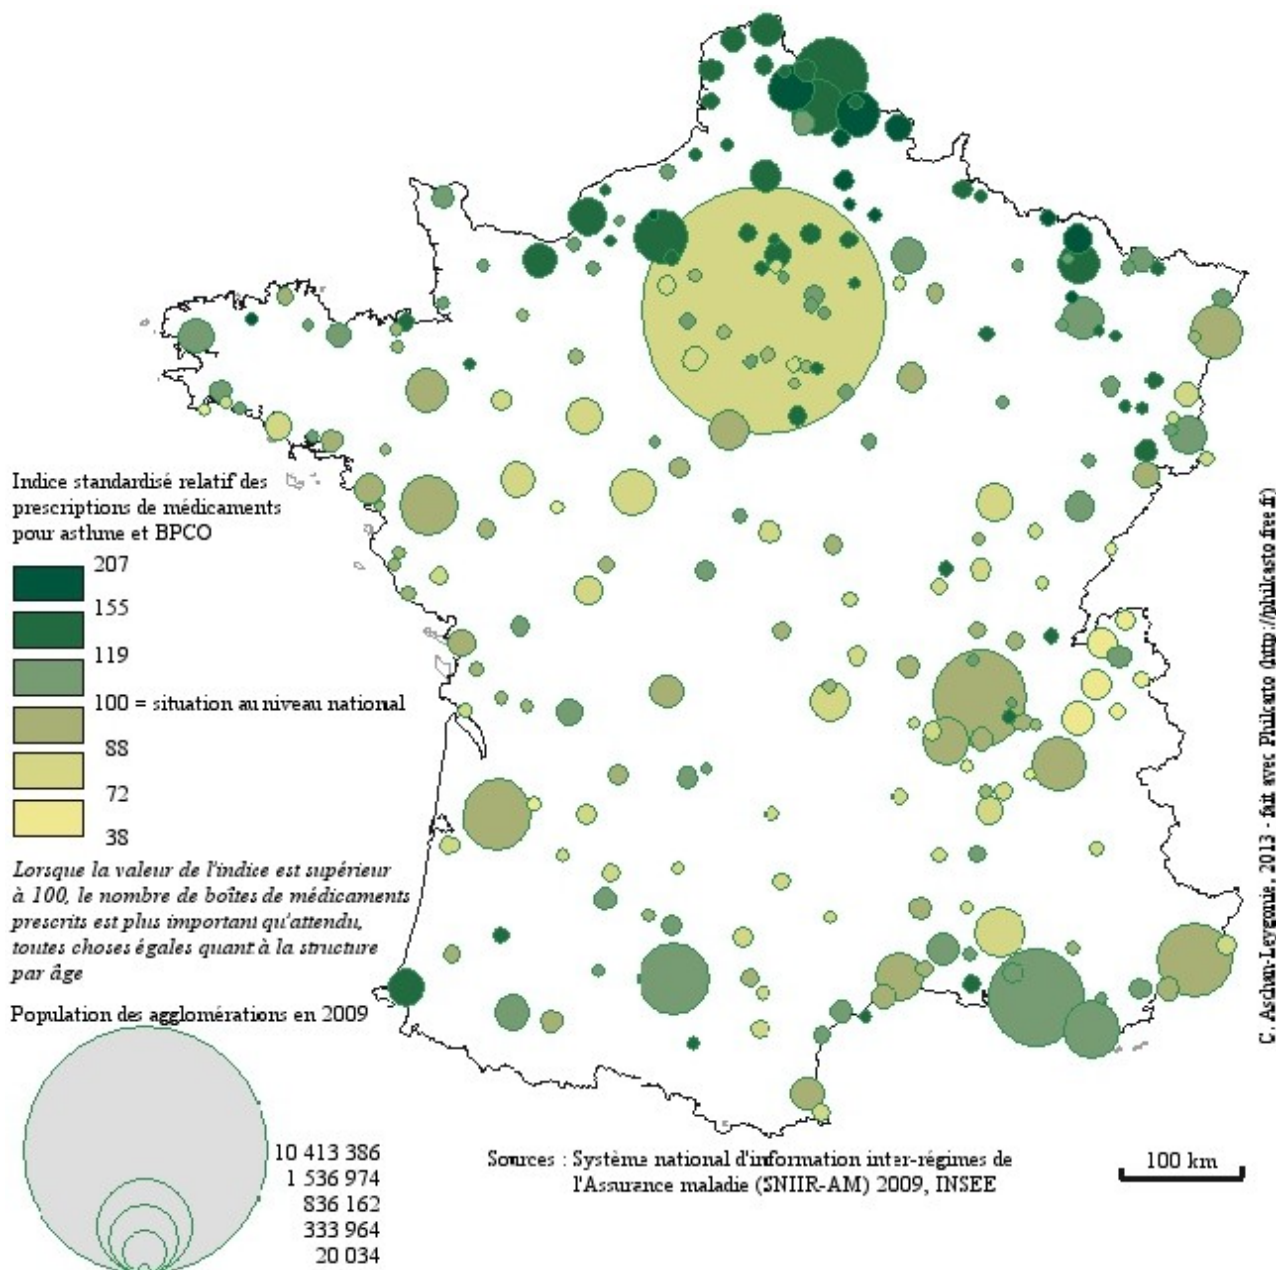 Indice standardisé relatif des
prescriptions de médicaments
pour asthme et BPCO
207
155
119
100 = situation au niveau national
88
72
38
Lorsque la valeur de l'indice est supérieur
à 100, le nombre de boîtes de médicaments
prescrits est plus important qu'attendu,
toutes choses égales quant à la structure
par âge
Population des agglomérations en 2009
10 413 386
1 536 974
836 162
333 964
20 034
Sources : Système national d'information inter-régimes de
l'Assurance maladie (SNIIR-AM) 2009, INSEE
100 km
C. Aschan-Leygonie, 2013 - fait avec Philcarto (http://philcarto.free.fr)